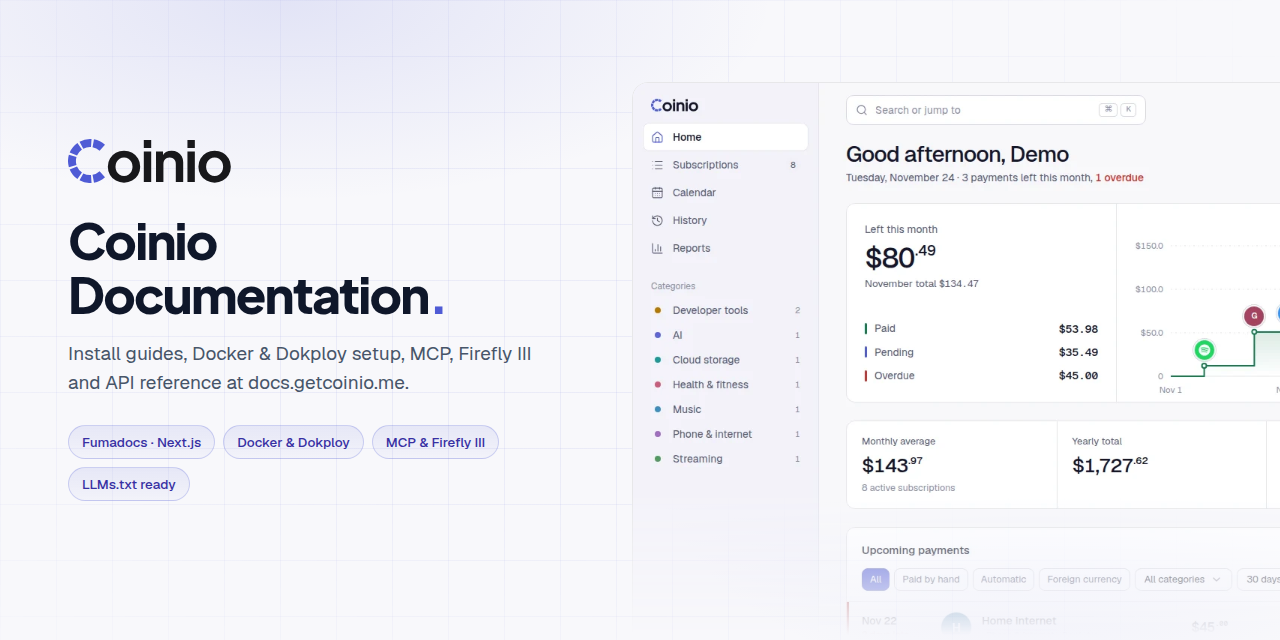 Coinio
Coinio
Documentation.
Install guides, Docker & Dokploy setup, MCP, Firefly III
and API reference at docs.getcoinio.me.
Fumadocs · Next.js
Docker & Dokploy
MCP & Firefly III
LLMs.txt ready
Coinio
Home
Subscriptions 8
Calendar
History
Reports
Categories
Developer tools 2
AI 1
Cloud storage 1
Health & fitness 1
Music 1
Phone & internet 1
Streaming 1
Search or jump to ⌘ K
Good afternoon, Demo
Tuesday, November 24 · 3 payments left this month, 1 overdue
Left this month
$80.49
November total $134.47
Paid $53.98
Pending $35.49
Overdue $45.00
$150.0
$100.0
$50.0
0
G
Nov 1
Monthly average
$143.97
8 active subscriptions
Yearly total
$1,727.62
Upcoming payments
All
Paid by hand
Automatic
Foreign currency
All categories
30 days
Nov 22
H
Home Internet